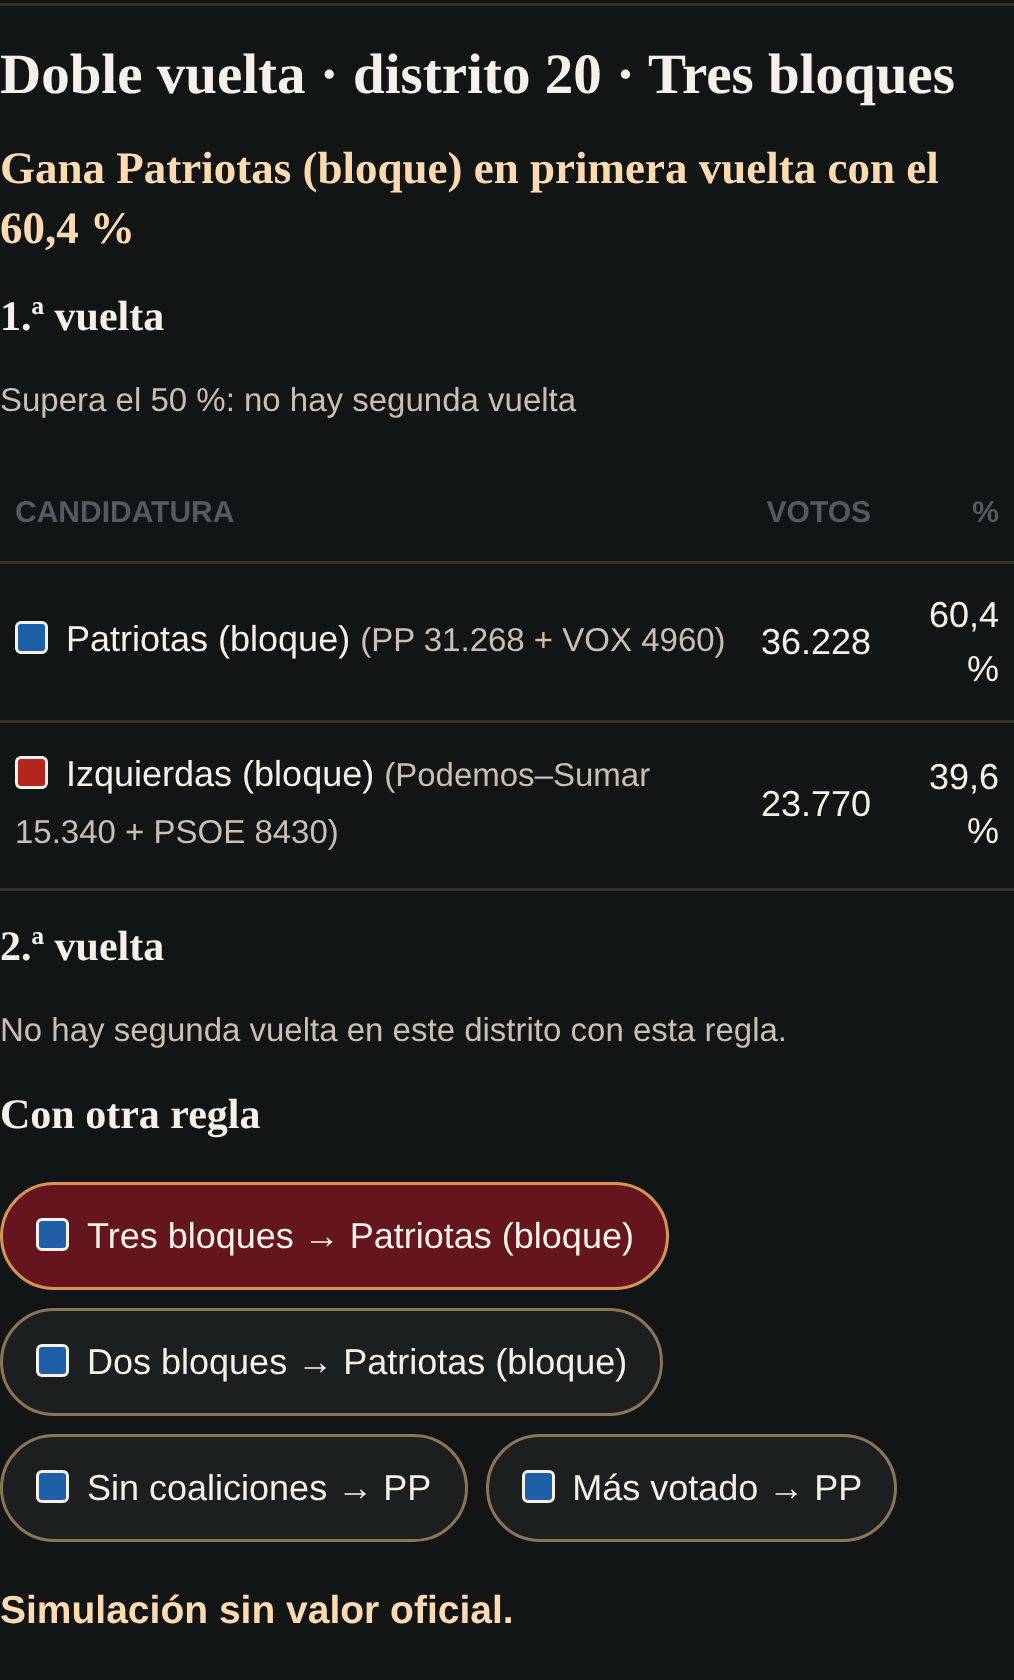 Doble vuelta · distrito 20 · Tres bloques
Gana Patriotas (bloque) en primera vuelta con el
60,4 %
1.ª vuelta
Supera el 50 %: no hay segunda vuelta
CANDIDATURA VOTOS %
Patriotas (bloque) (PP 31.268 + VOX 4960) 36.228 60,4
%
Izquierdas (bloque) (Podemos–Sumar
15.340 + PSOE 8430) 23.770 39,6
%
2.ª vuelta
No hay segunda vuelta en este distrito con esta regla.
Con otra regla
Tres bloques → Patriotas (bloque)
Dos bloques → Patriotas (bloque)
Sin coaliciones → PP
Más votado → PP
Simulación sin valor oficial.